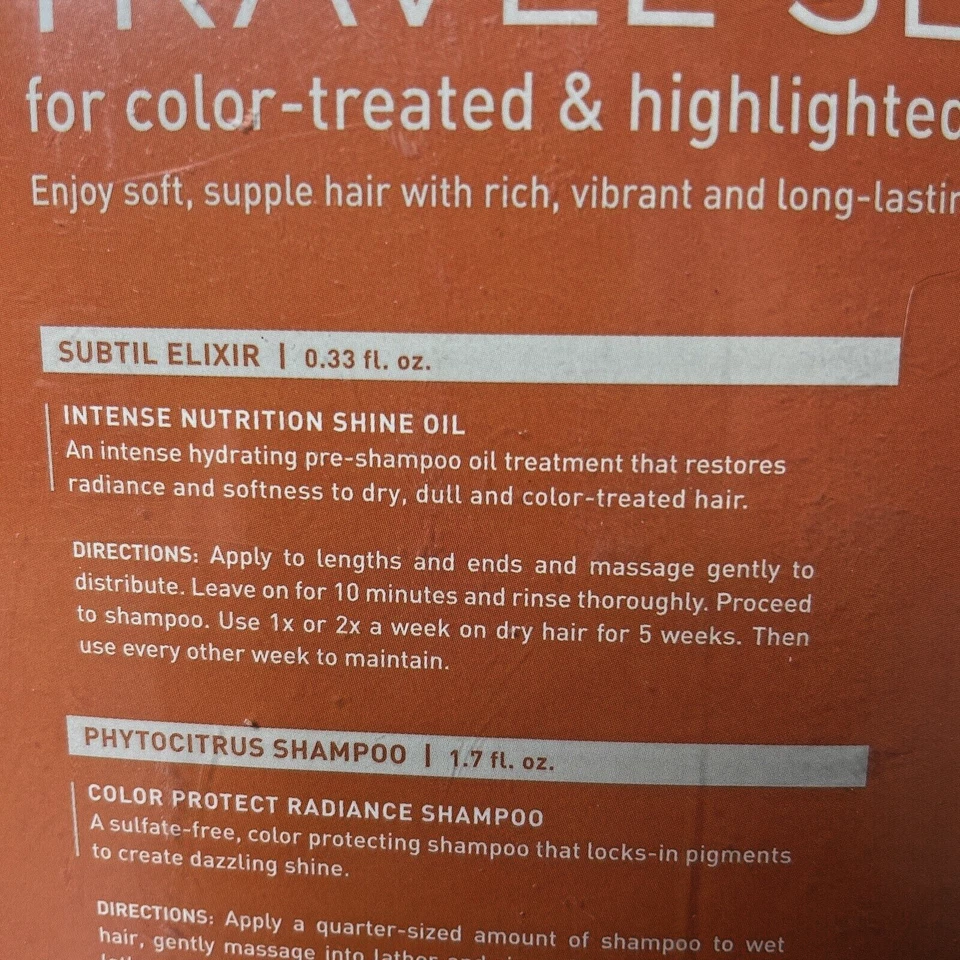 TRAVEL SE
for color-treated & highlighted
Enjoy soft, supple hair with rich, vibrant and long-lastin
SUBTIL ELIXIR | 0.33 fl. oz.
INTENSE NUTRITION SHINE OIL
An intense hydrating pre-shampoo oil treatment that restores
radiance and softness to dry, dull and color-treated hair.
DIRECTIONS: Apply to lengths and ends and massage gently to
distribute. Leave on for 10 minutes and rinse thoroughly. Proceed
to shampoo. Use 1x or 2x a week on dry hair for 5 weeks. Then
use every other week to maintain.
PHYTOCITRUS SHAMPOO | 1.7 fl. oz.
COLOR PROTECT RADIANCE SHAMPOO
A sulfate-free, color protecting shampoo that locks-in pigments
to create dazzling shine.
DIRECTIONS: Apply a quarter-sized amount of shampoo to wet
hair, gently massage into lather and